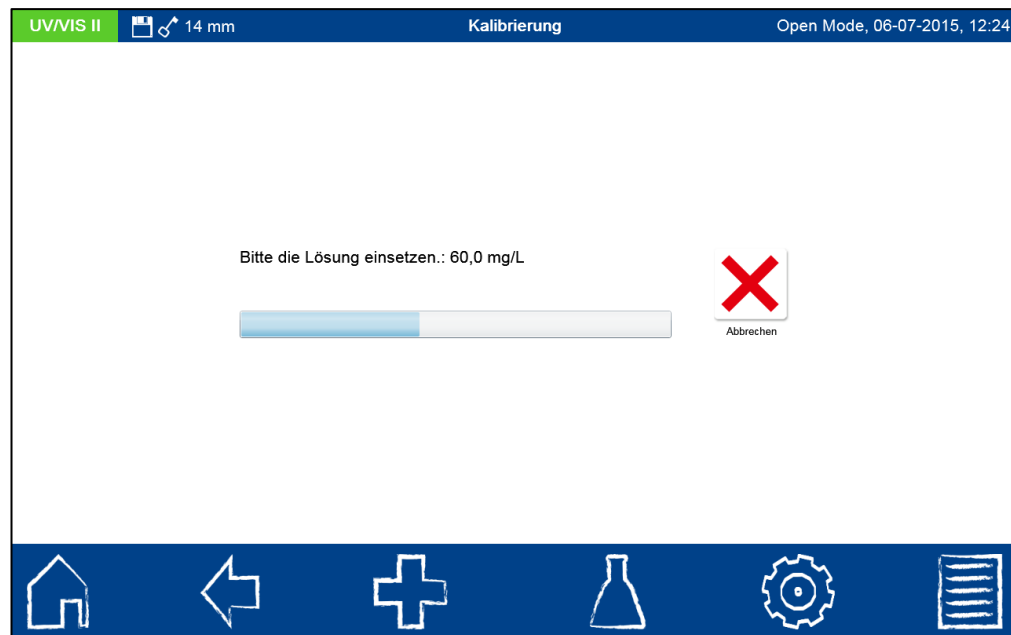 UV/VIS II 14 mm Kalibrierung Open Mode, 06-07-2015, 12:24
Bitte die Lösung einsetzen.: 60,0 mg/L
Abbrechen